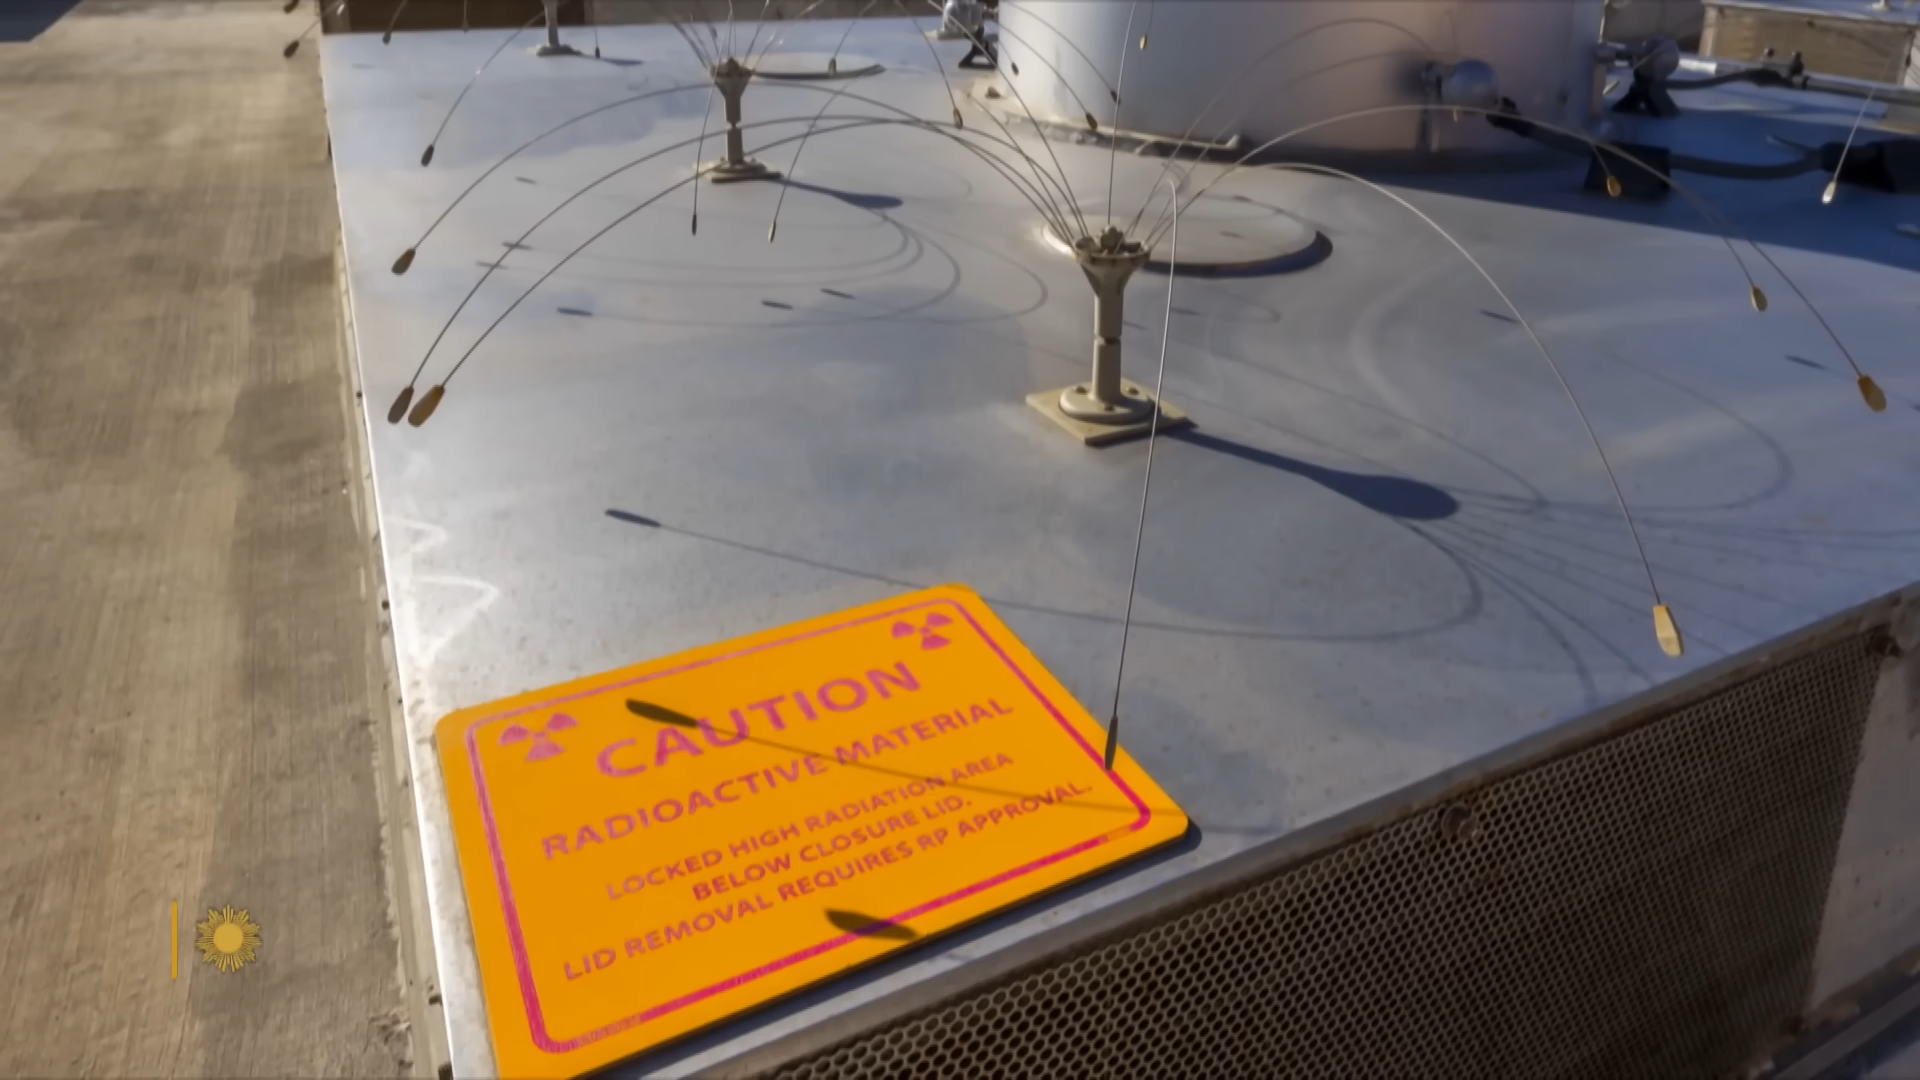 CAUTION
RADIOACTIVE MATERIAL
LOCKED HIGH RADIATION AREA
BELOW CLOSURE LID.
LID REMOVAL REQUIRES RP APPROVAL.